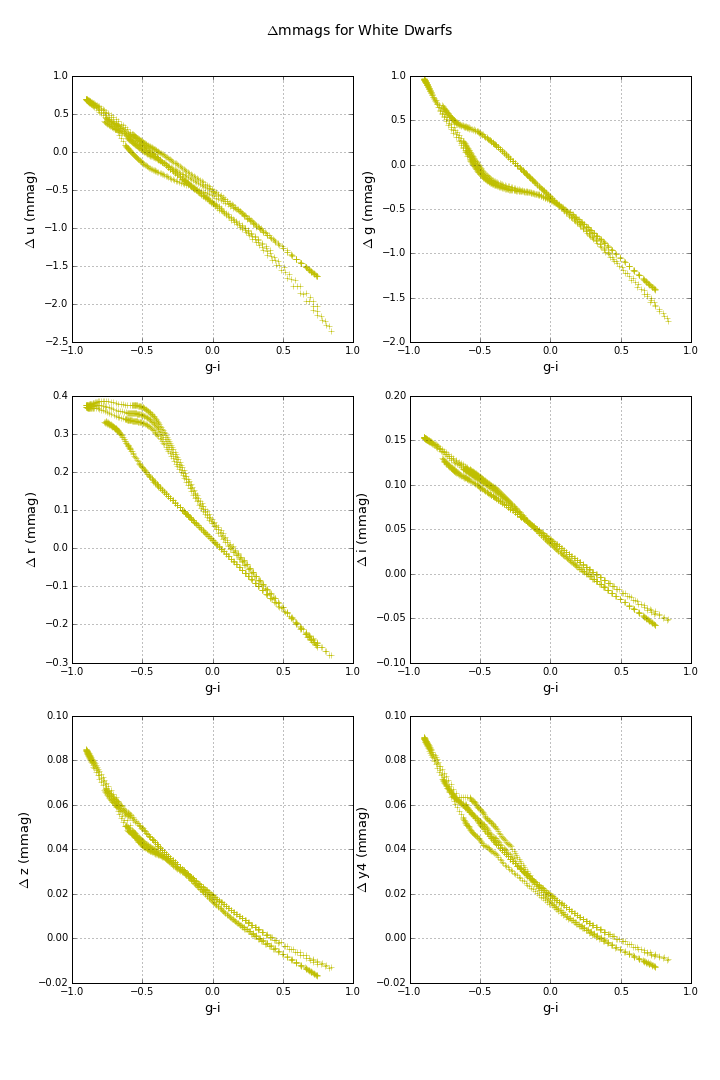 Δmmags for White Dwarfs
Δ u (mmag)
1.0
0.5
0.0
−0.5
−1.0
−1.5
−2.0
−2.5
−1.0 −0.5 0.0 0.5 1.0
g-i
Δ g (mmag)
1.0
0.5
0.0
−0.5
−1.0
−1.5
−2.0
−1.0 −0.5 0.0 0.5 1.0
g-i
Δ r (mmag)
0.4
0.3
0.2
0.1
0.0
−0.1
−0.2
−0.3
−1.0 −0.5 0.0 0.5 1.0
g-i
Δ i (mmag)
0.20
0.15
0.10
0.05
0.00
−0.05
−0.10
−1.0 −0.5 0.0 0.5 1.0
g-i
Δ z (mmag)
0.10
0.08
0.06
0.04
0.02
0.00
−0.02
−1.0 −0.5 0.0 0.5 1.0
g-i
Δ y4 (mmag)
0.10
0.08
0.06
0.04
0.02
0.00
−0.02
−1.0 −0.5 0.0 0.5 1.0
g-i